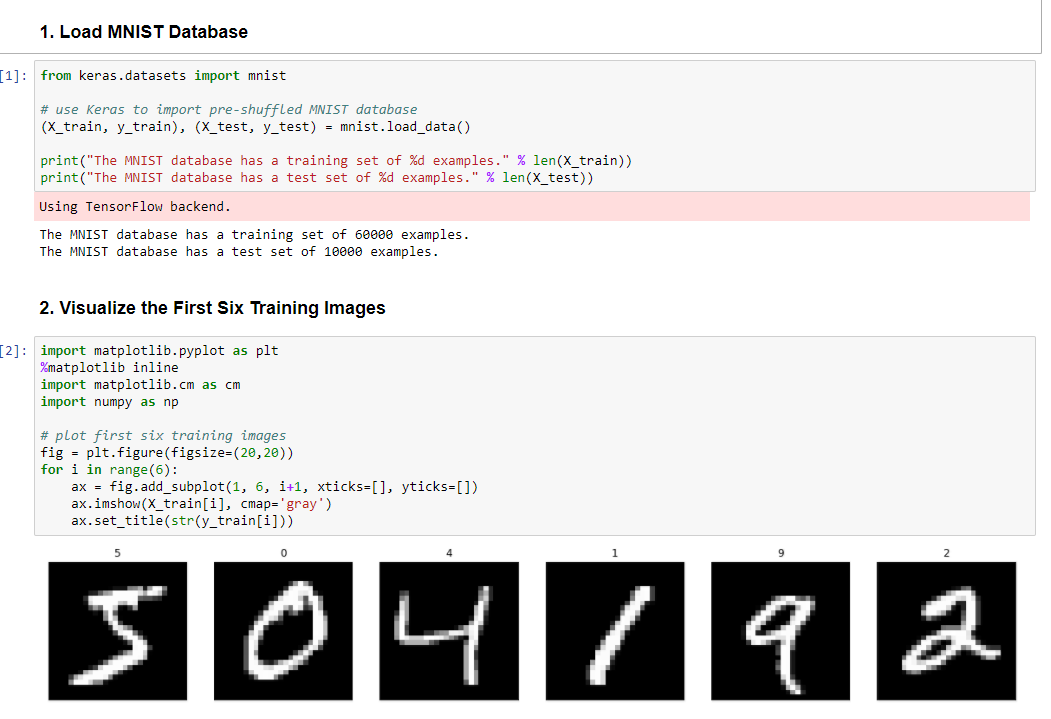 1. Load MNIST Database
[1]:
from keras.datasets import mnist
# use Keras to import pre-shuffled MNIST database
(X_train, y_train), (X_test, y_test) = mnist.load_data()
print("The MNIST database has a training set of %d examples." % len(X_train))
print("The MNIST database has a test set of %d examples." % len(X_test))
Using TensorFlow backend.
The MNIST database has a training set of 60000 examples.
The MNIST database has a test set of 10000 examples.
2. Visualize the First Six Training Images
[2]:
import matplotlib.pyplot as plt
%matplotlib inline
import matplotlib.cm as cm
import numpy as np
# plot first six training images
fig = plt.figure(figsize=(20,20))
for i in range(6):
    ax = fig.add_subplot(1, 6, i+1, xticks=[], yticks=[])
    ax.imshow(X_train[i], cmap='gray')
    ax.set_title(str(y_train[i]))
5 0 4 1 9 2
5 0 4 1 9 2